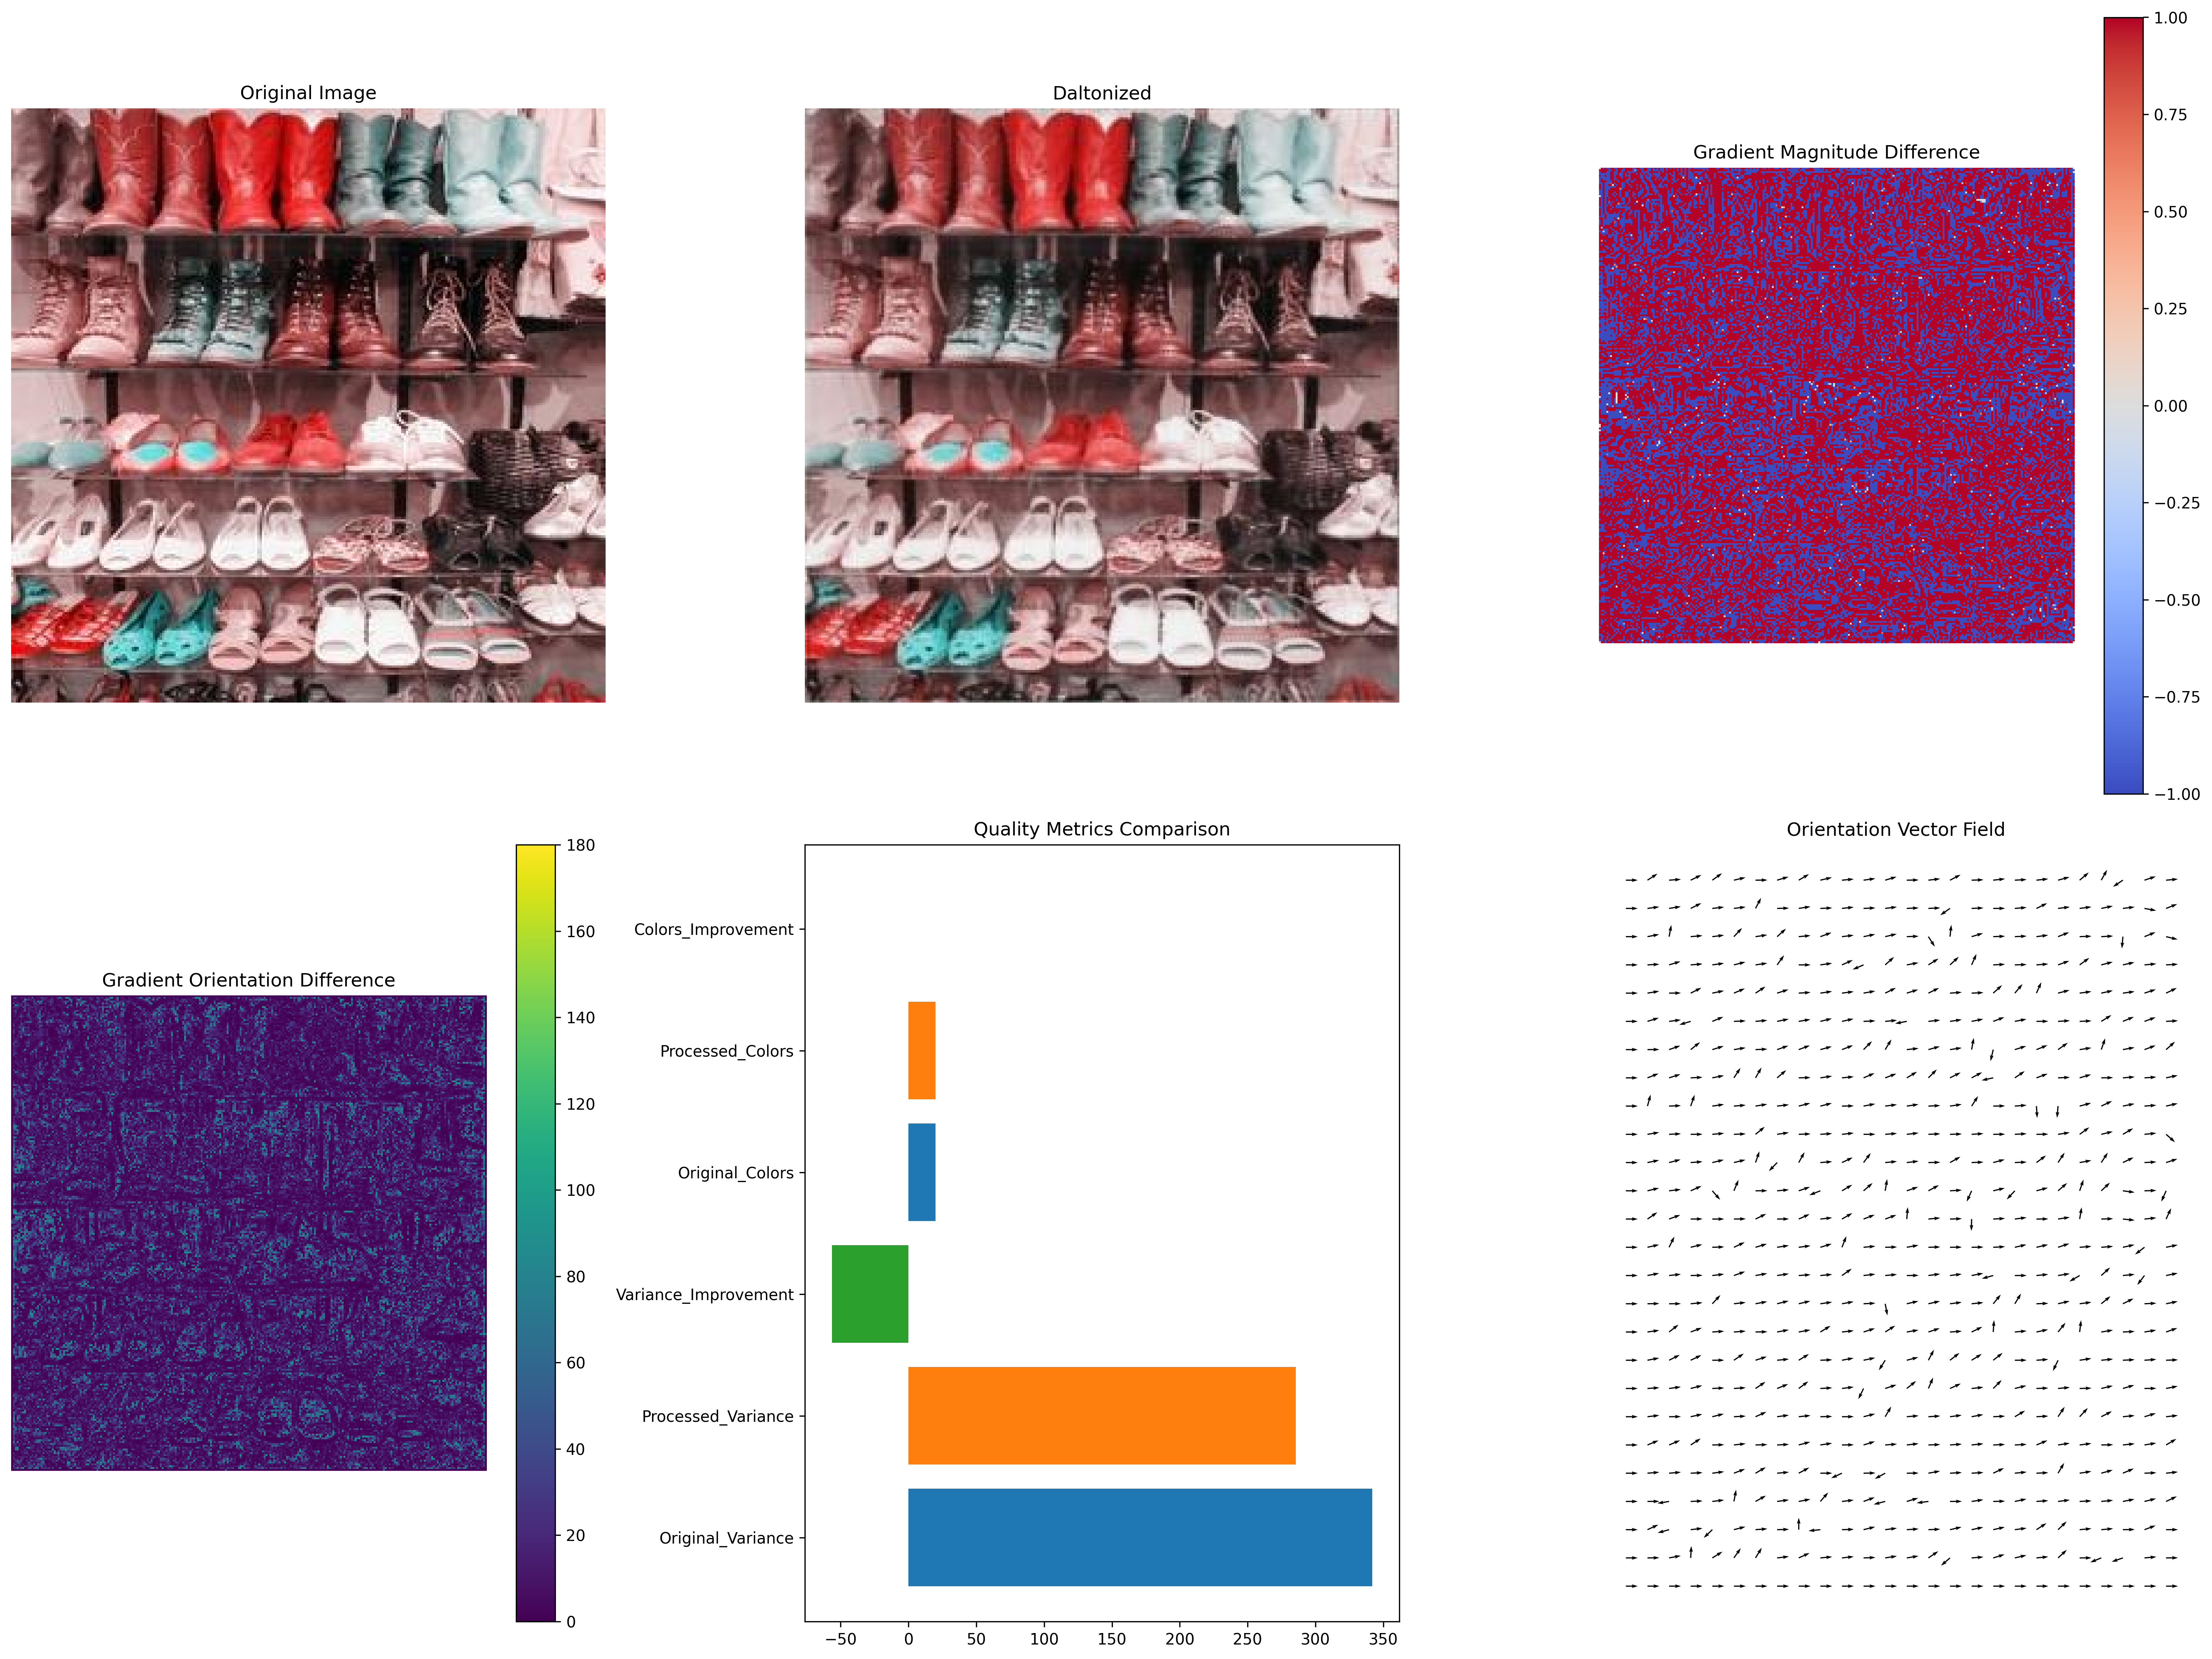 Original Image
Daltonized
Gradient Magnitude Difference
1.00
0.75
0.50
0.25
0.00
−0.25
−0.50
−0.75
−1.00
Gradient Orientation Difference
180
160
140
120
100
80
60
40
20
0
Quality Metrics Comparison
Colors_Improvement
Processed_Colors
Original_Colors
Variance_Improvement
Processed_Variance
Original_Variance
−50 0 50 100 150 200 250 300 350
Orientation Vector Field